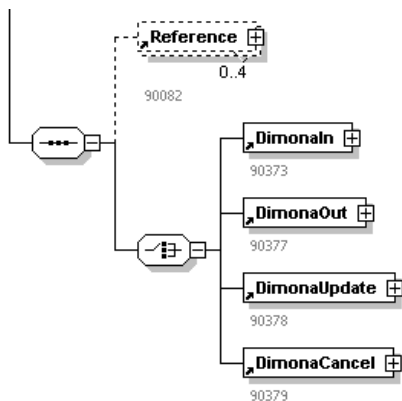 Reference
0..4
90082
DimonaIn
90373
DimonaOut
90377
DimonaUpdate
90378
DimonaCancel
90379